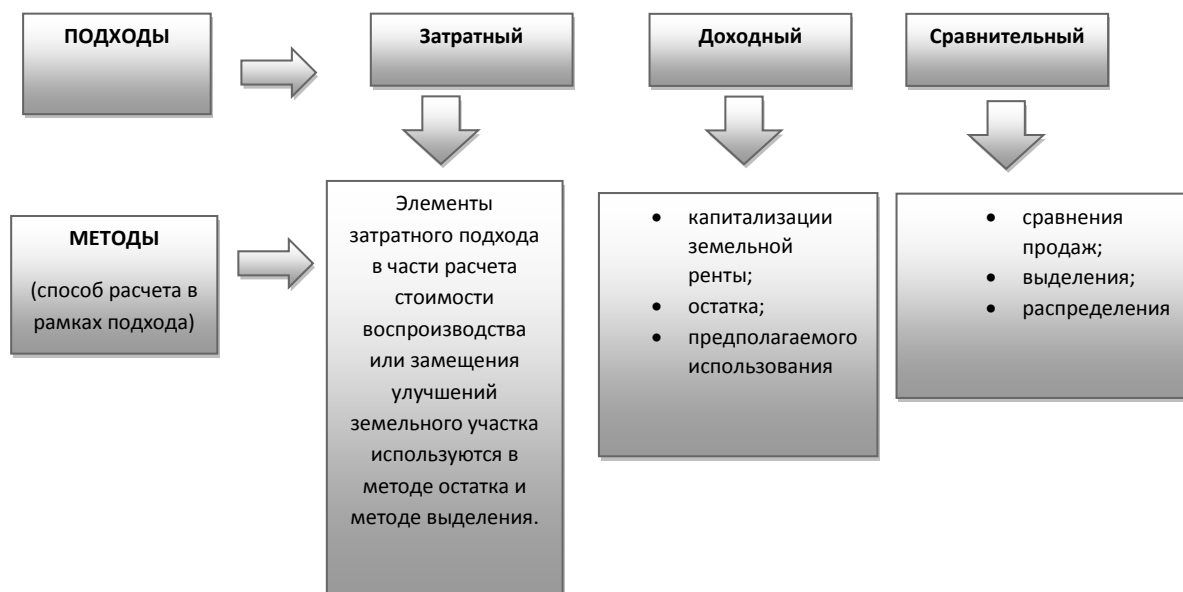 ПОДХОДЫ
Затратный
Доходный
Сравнительный
МЕТОДЫ
(способ расчета в
рамках подхода)
Элементы
затратного подхода
в части расчета
стоимости
воспроизводства
или замещения
улучшений
земельного участка
используются в
методе остатка и
методе выделения.
• капитализации
земельной
ренты;
• остатка;
• предполагаемого
использования
• сравнения
продаж;
• выделения;
• распределения